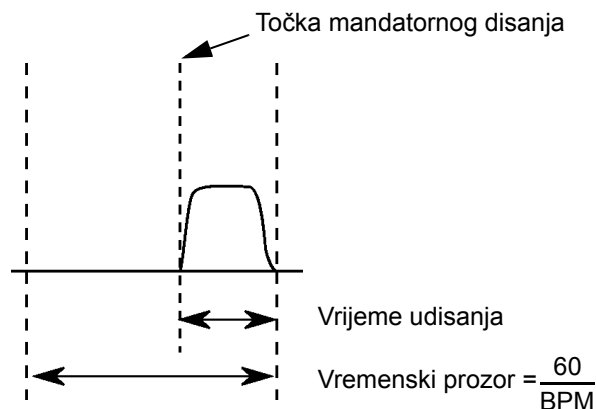 Točka mandatornog disanja
Vrijeme udisanja
Vremenski prozor = 60
BPM